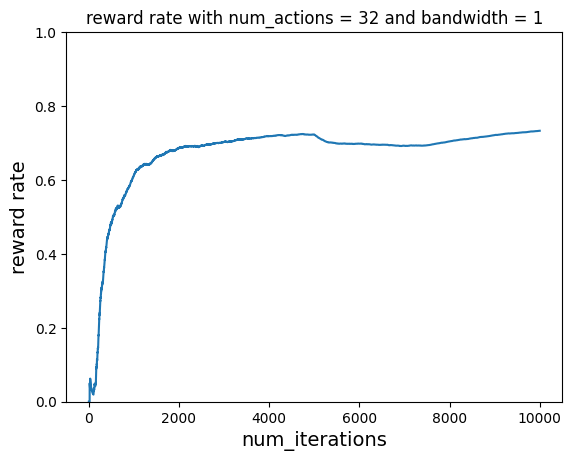 reward rate with num_actions = 32 and bandwidth = 1
1.0
0.8
0.6
0.4
0.2
0.0
reward rate
0 2000 4000 6000 8000 10000
num_iterations